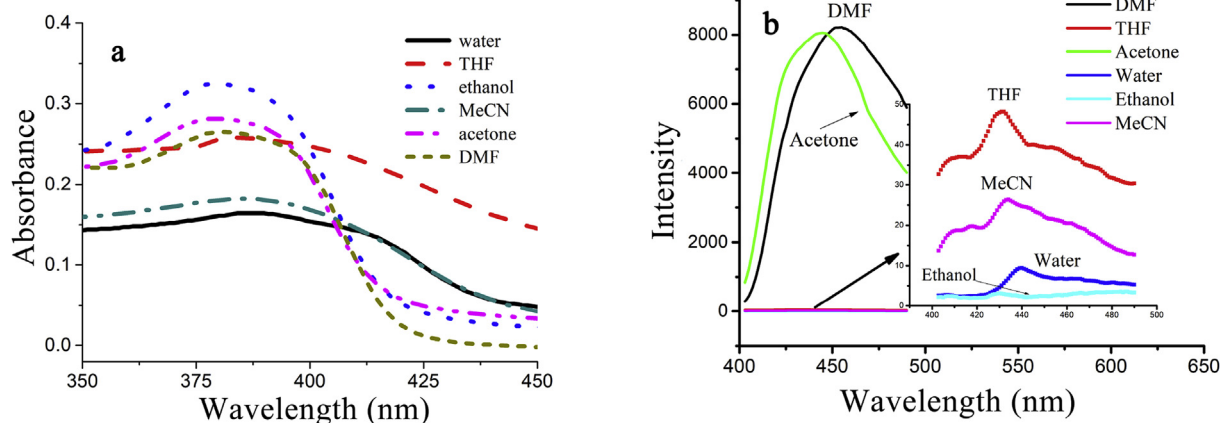 a
0.4
0.3
0.2
0.1
0.0
Absorbance
350
375
400
425
450
Wavelength (nm)
water
THF
ethanol
MeCN
acetone
DMF
b
8000
6000
4000
2000
0
Intensity
400
450
500
550
600
650
Wavelength (nm)
DMF
Acetone
DMF
THF
Acetone
Water
Ethanol
MeCN
50
40
30
20
10
0
400
420
440
460
480
500
THF
MeCN
Water
Ethanol